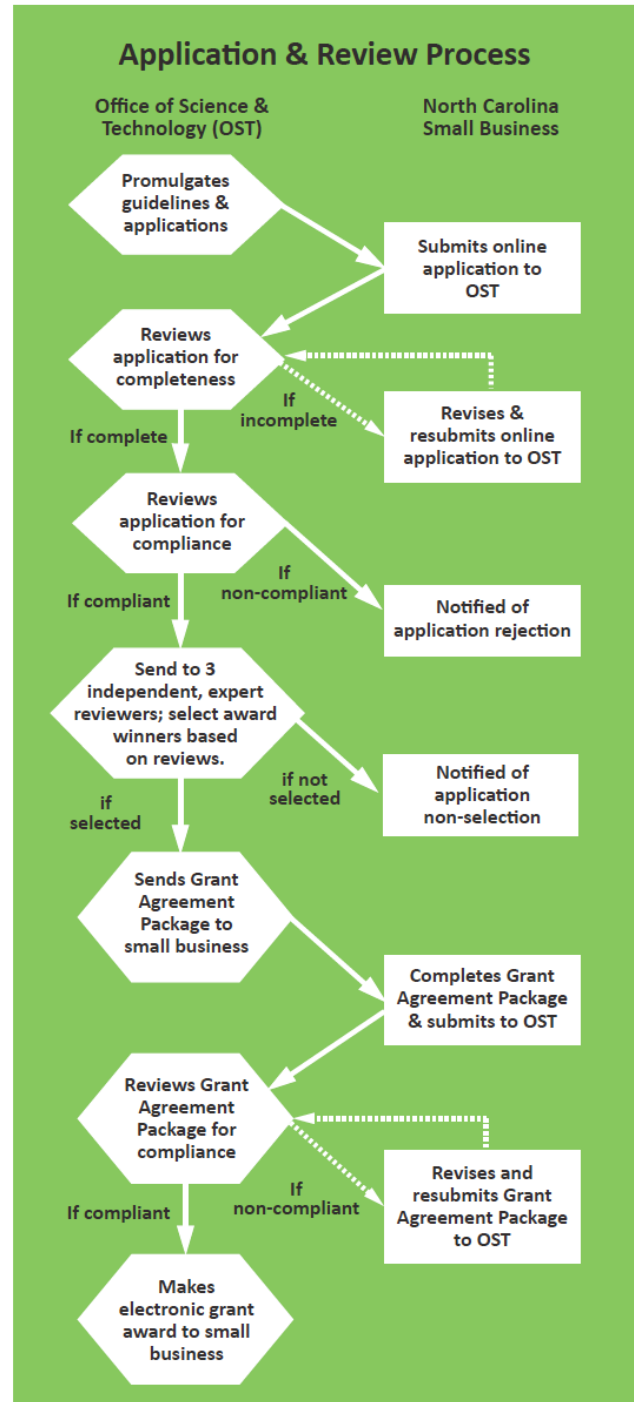 Application & Review Process
Office of Science &
Technology (OST)
North Carolina
Small Business
Promulgates
guidelines &
applications
Submits online
application to
OST
Reviews
application for
completeness
If
incomplete
Revises &
resubmits online
application to OST
If complete
Reviews
application for
compliance
If
non-compliant
Notified of
application rejection
If compliant
Send to 3
independent, expert
reviewers; select award
winners based
on reviews.
if not
selected
Notified of
application
non-selection
if
selected
Sends Grant
Agreement
Package to
small business
Completes Grant
Agreement Package
& submits to OST
Reviews Grant
Agreement
Package for
compliance
If
non-compliant
Revises and
resubmits Grant
Agreement Package
to OST
If compliant
Makes
electronic grant
award to small
business